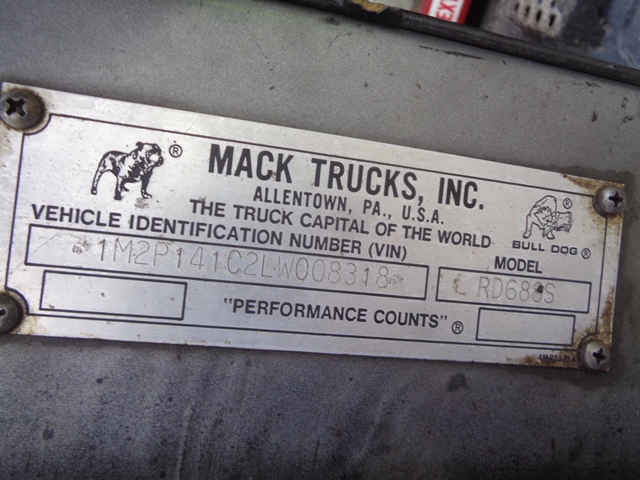 EX
®
MACK TRUCKS, INC.
ALLENTOWN, PA., U.S.A.
THE TRUCK CAPITAL OF THE WORLD
BULL DOG ®
VEHICLE IDENTIFICATION NUMBER (VIN)
MODEL
*1M2P141C2LW008318*
RD688S
"PERFORMANCE COUNTS" ®